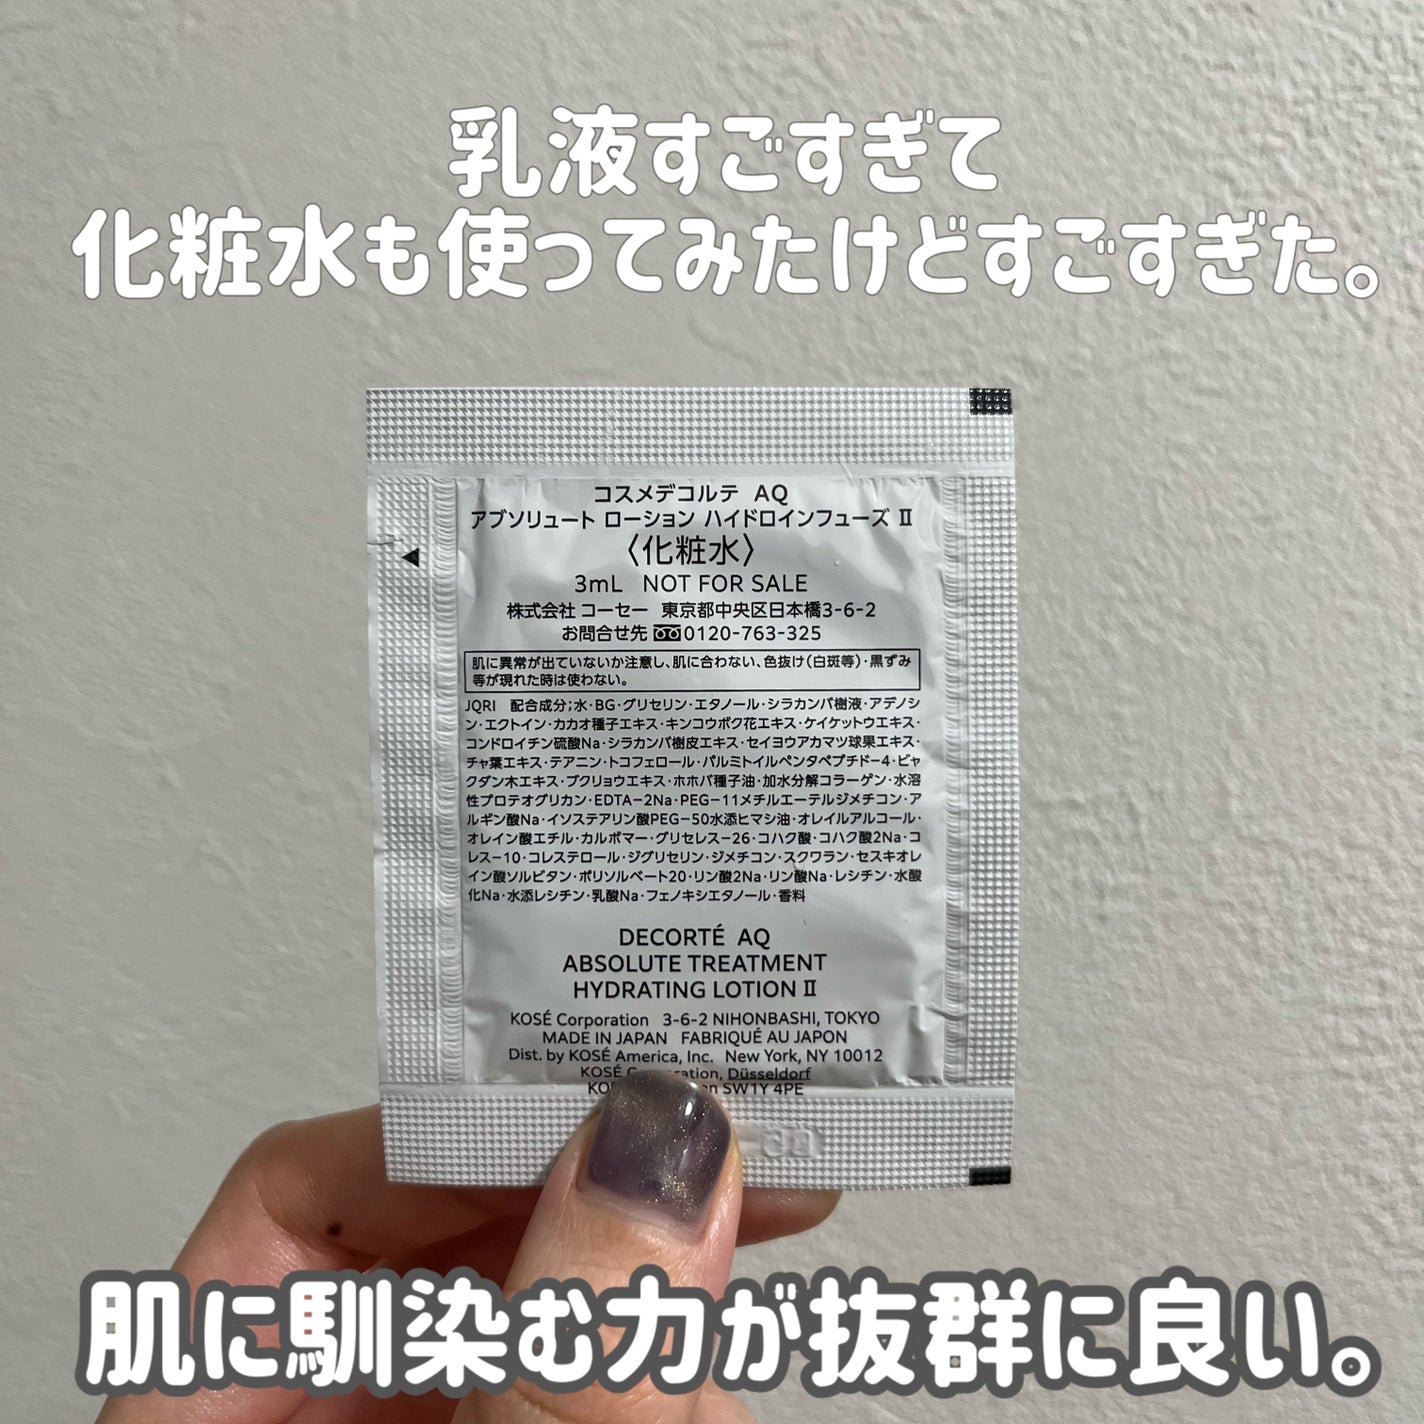 乳液すごすぎて
化粧水も使ってみたけどすごすぎた。
コスメデコルテ AQ
アブソリュート ローション ハイドロインフューズ Ⅱ
〈化粧水〉
3mL NOT FOR SALE
株式会社 コーセー 東京都中央区日本橋3-6-2
お問合せ先 0120-763-325
肌に異常が出ていないか注意し、肌に合わない、色抜け(白斑等)・黒ずみ
等が現れた時は使わない。
JQRI 配合成分;水・BG・グリセリン・エタノール・シラカンバ樹液・アデノシ
ン・エクトイン・カカオ種子エキス・キンコウボク花エキス・ケイケットウエキス・
コンドロイチン硫酸Na・シラカンバ樹皮エキス・セイヨウアカマツ球果エキス・
チャ葉エキス・テアニン・トコフェロール・パルミトイルペンタペプチド-4・ビャ
クダン木エキス・ブクリョウエキス・ホホバ種子油・加水分解コラーゲン・水溶
性プロテオグリカン・EDTA-2Na・PEG-11メチルエーテルジメチコン・ア
ルギン酸Na・イソステアリン酸PEG-50水添ヒマシ油・オレイルアルコール・
オレイン酸エチル・カルボマー・グリセレス-26・コハク酸・コハク酸2Na・コ
レス-10・コレステロール・ジグリセリン・ジメチコン・スクワラン・セスキオレ
イン酸ソルビタン・ポリソルベート20・リン酸2Na・リン酸Na・レシチン・水酸
化Na・水添レシチン・乳酸Na・フェノキシエタノール・香料
DECORTÉ AQ
ABSOLUTE TREATMENT
HYDRATING LOTION Ⅱ
KOSÉ Corporation 3-6-2 NIHONBASHI, TOKYO
MADE IN JAPAN FABRIQUÉ AU JAPON
Dist. by KOSÉ America, Inc. New York, NY 10012
KOSÉ Düsseldorf
SW1Y 4PE
肌に馴染む力が抜群に良い。